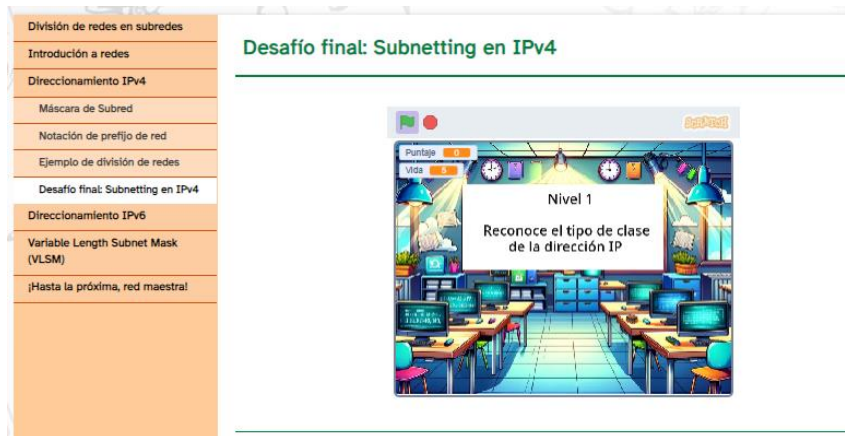 División de redes en subredes
Introdución a redes
Direccionamiento IPv4
Máscara de Subred
Notación de prefijo de red
Ejemplo de división de redes
Desafío final: Subnetting en IPv4
Direccionamiento IPv6
Variable Length Subnet Mask
(VLSM)
¡Hasta la próxima, red maestra!
Desafío final: Subnetting en IPv4
SCRATCH
Puntaje 0
Vida 5
Nivel 1
Reconoce el tipo de clase
de la dirección IP